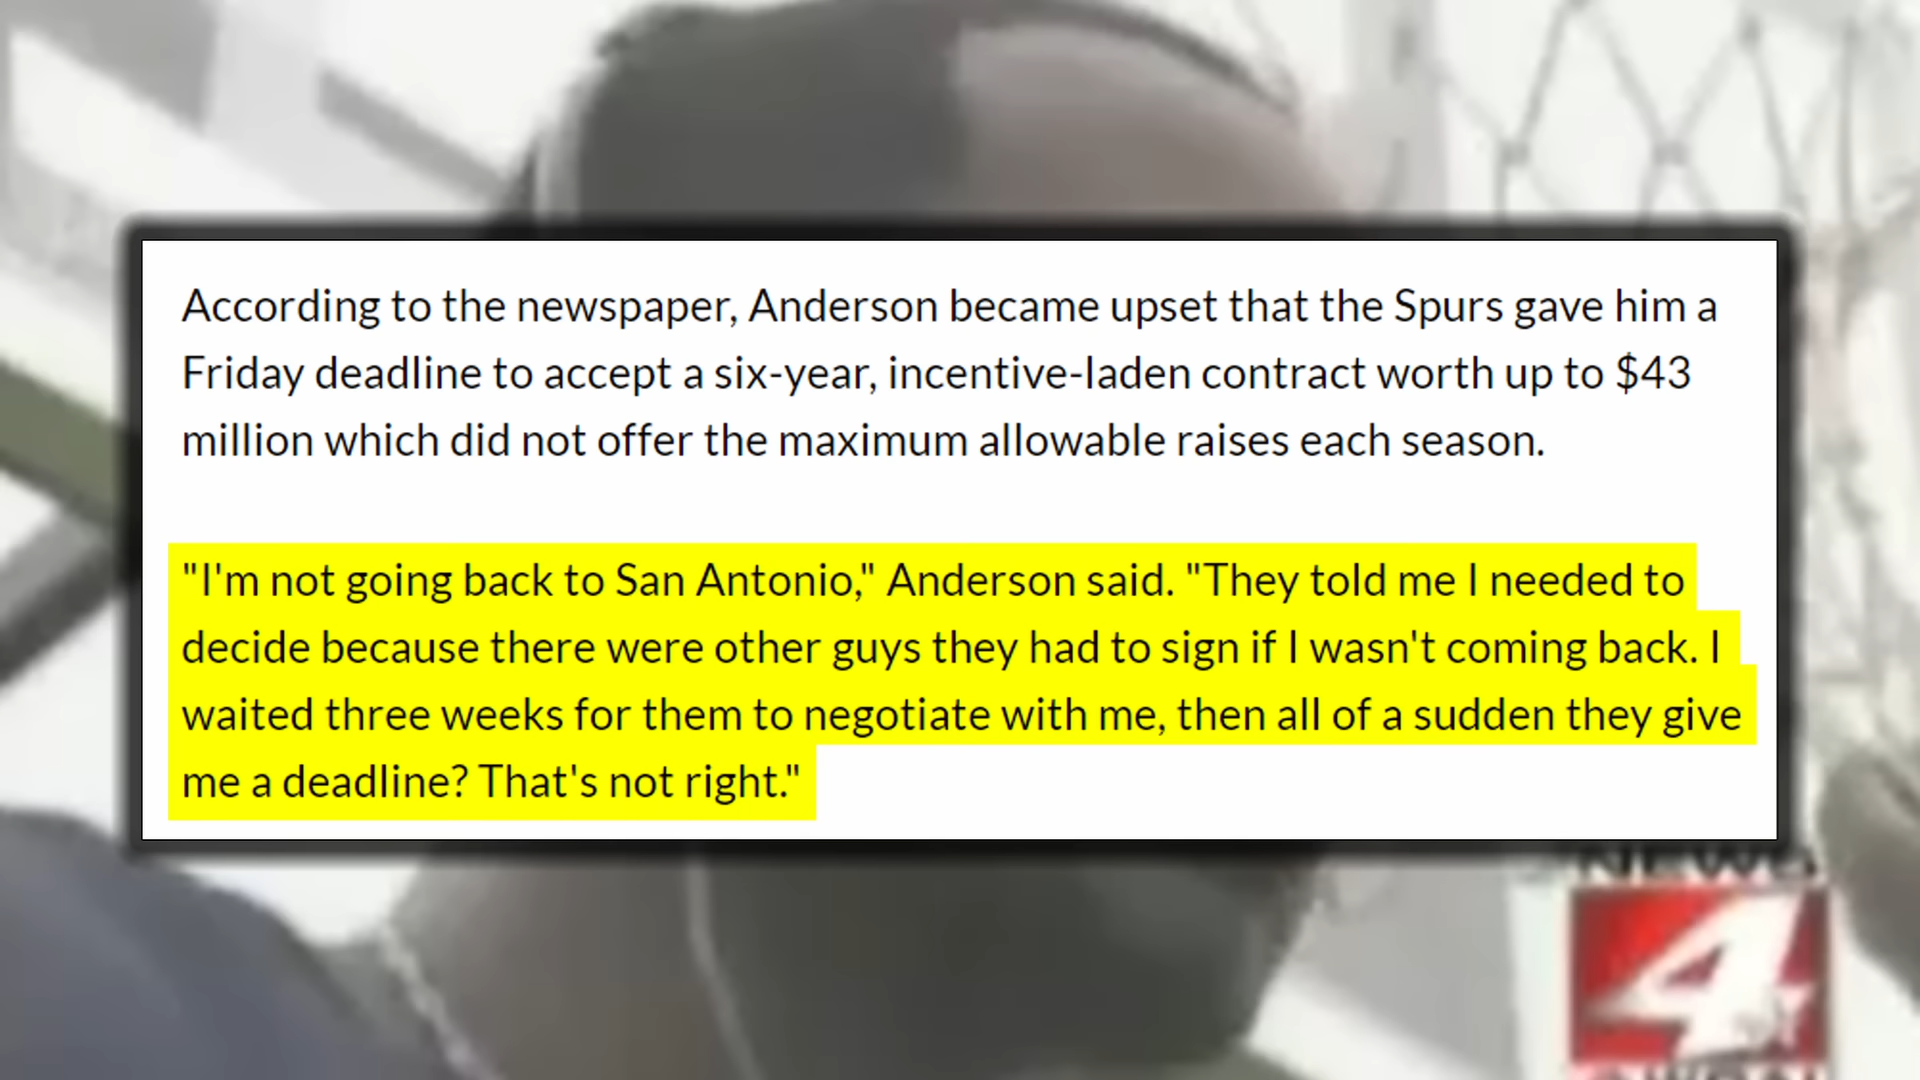 According to the newspaper, Anderson became upset that the Spurs gave him a
Friday deadline to accept a six-year, incentive-laden contract worth up to $43
million which did not offer the maximum allowable raises each season.
"I'm not going back to San Antonio," Anderson said. "They told me I needed to
decide because there were other guys they had to sign if I wasn't coming back. I
waited three weeks for them to negotiate with me, then all of a sudden they give
me a deadline? That's not right."
NEWS
4